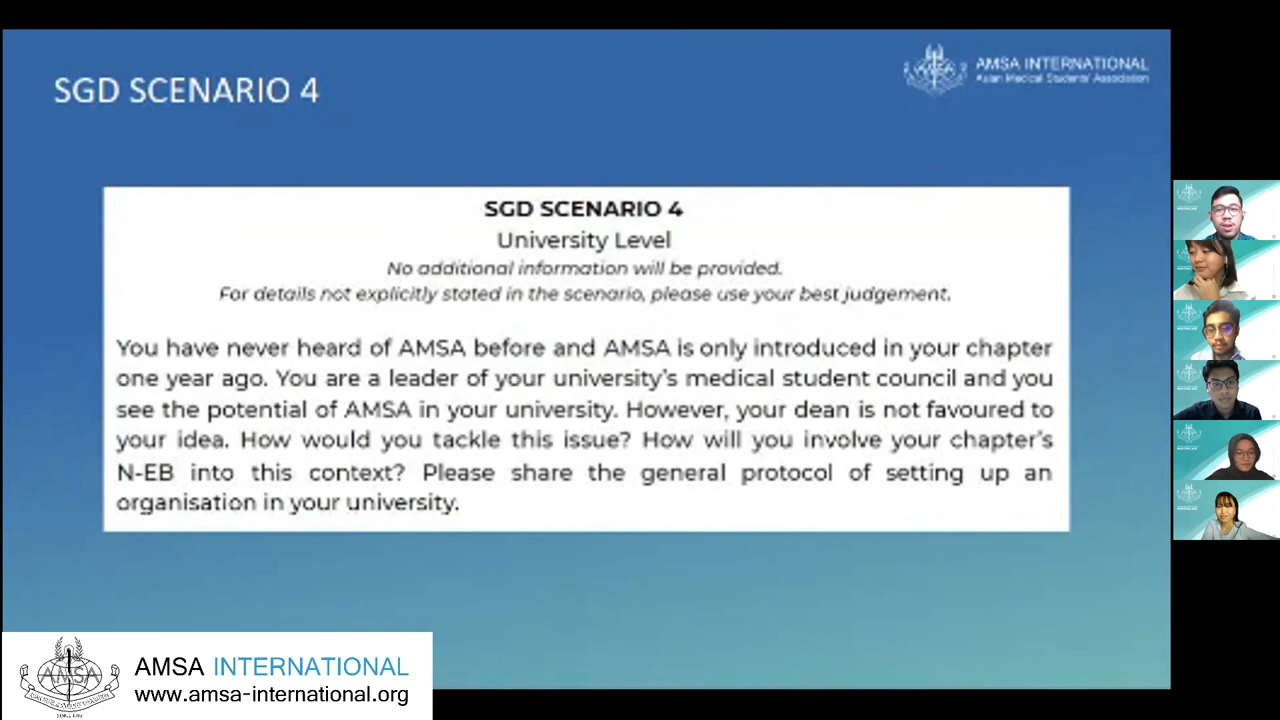 SGD SCENARIO 4
AMSA INTERNATIONAL
Asian Medical Students' Association
SGD SCENARIO 4
University Level
No additional information will be provided.
For details not explicitly stated in the scenario, please use your best judgement.
You have never heard of AMSA before and AMSA is only introduced in your chapter
one year ago. You are a leader of your university's medical student council and you
see the potential of AMSA in your university. However, your dean is not favoured to
your idea. How would you tackle this issue? How will you involve your chapter's
N-EB into this context? Please share the general protocol of setting up an
organisation in your university.
AMSA
AMSA INTERNATIONAL
www.amsa-international.org